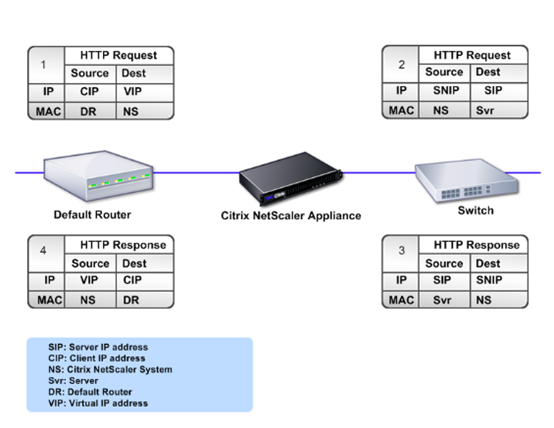 1 HTTP Request
Source Dest
IP CIP VIP
MAC DR NS
2 HTTP Request
Source Dest
IP SNIP SIP
MAC NS Svr
Default Router
Citrix NetScaler Appliance
Switch
4 HTTP Response
Source Dest
IP VIP CIP
MAC NS DR
3 HTTP Response
Source Dest
IP SIP SNIP
MAC Svr NS
SIP: Server IP address
CIP: Client IP address
NS: Citrix NetScaler System
Svr: Server
DR: Default Router
VIP: Virtual IP address